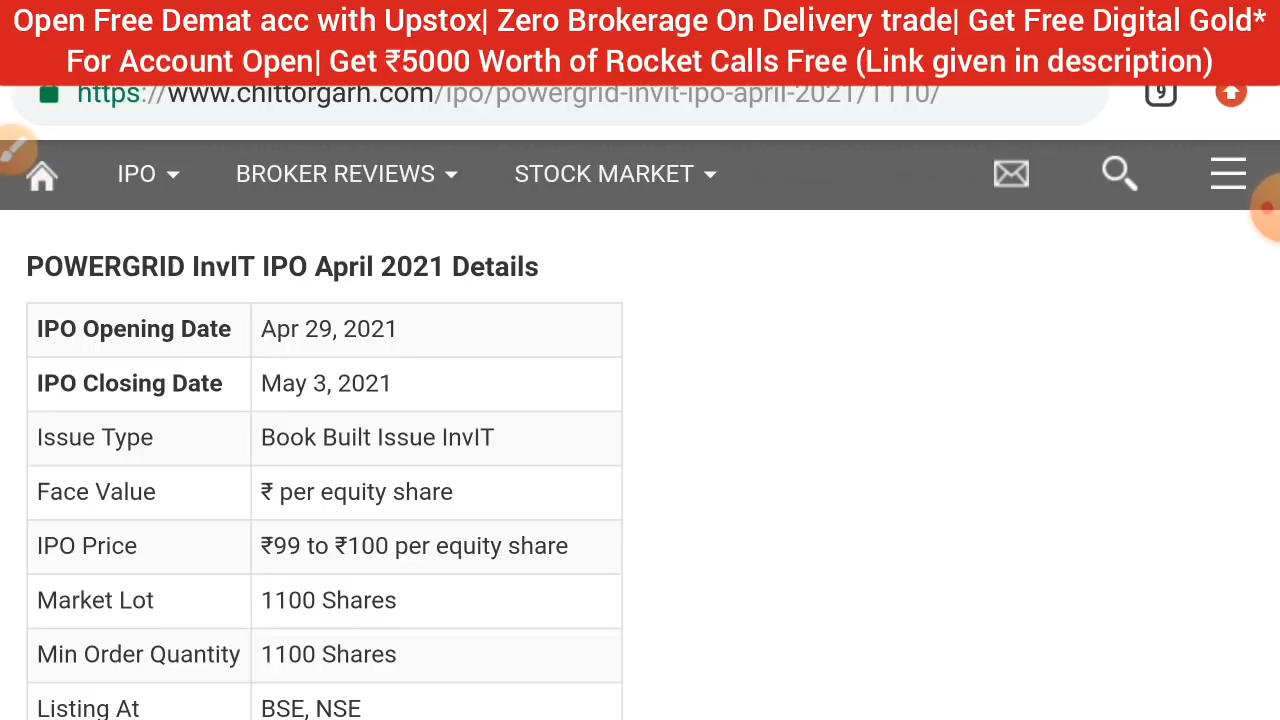 Open Free Demat acc with Upstox| Zero Brokerage On Delivery trade| Get Free Digital Gold*
For Account Open| Get ₹5000 Worth of Rocket Calls Free (Link given in description)
https://www.chittorgarh.com/ipo/powergrid-invit-ipo-april-2021/1110/
9
IPO BROKER REVIEWS STOCK MARKET
POWERGRID InvIT IPO April 2021 Details
IPO Opening Date Apr 29, 2021
IPO Closing Date May 3, 2021
Issue Type Book Built Issue InvIT
Face Value ₹ per equity share
IPO Price ₹99 to ₹100 per equity share
Market Lot 1100 Shares
Min Order Quantity 1100 Shares
Listing At BSE, NSE